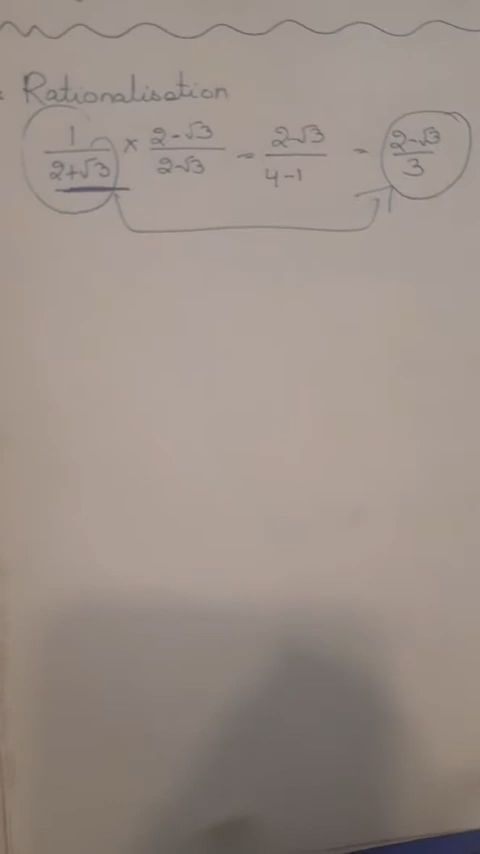 Rationalisation
1/(2+√3) × (2-√3)/(2-√3) = (2-√3)/(4-1) = (2-√3)/3